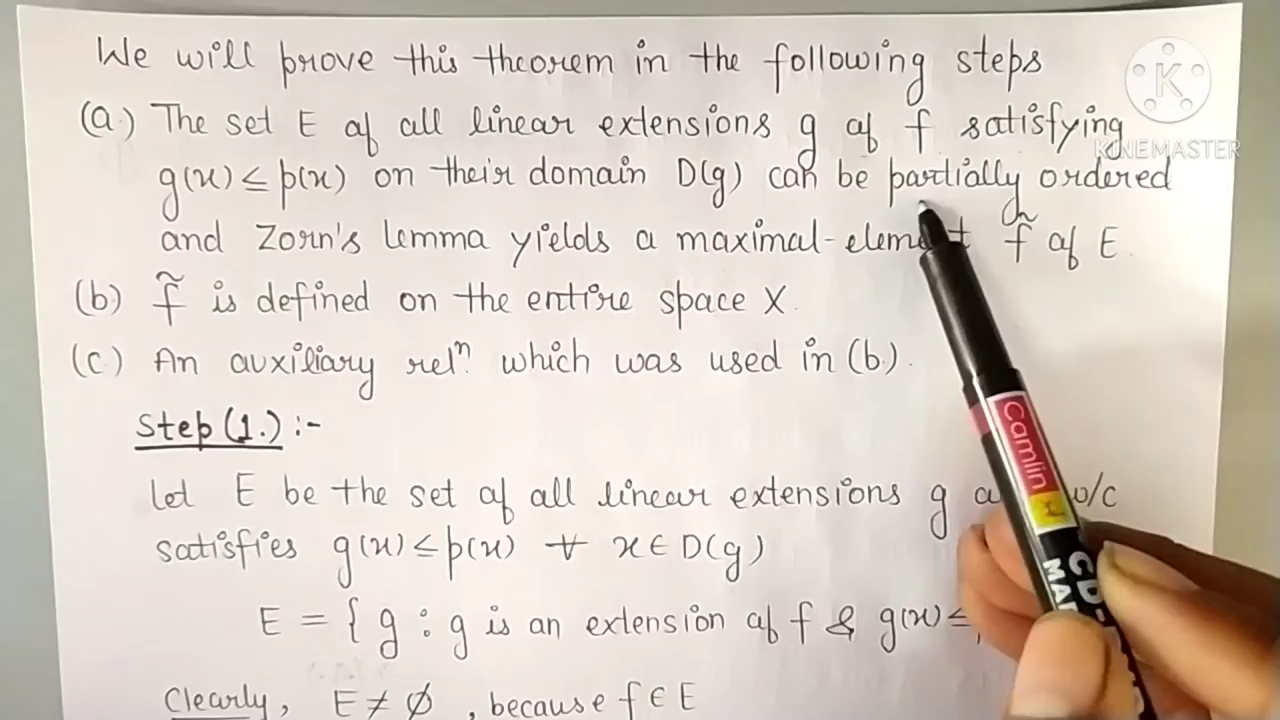 We will prove this theorem in the following steps
(a.) The set E of all linear extensions g of f satisfying
g(x) ≤ p(x) on their domain D(g) can be partially ordered
and Zorn's lemma yields a maximal element f̃ of E.
(b) f̃ is defined on the entire space X.
(c) An auxiliary relⁿ. which was used in (b.).
Step (1.) :-
Let E be the set of all linear extensions g w/c
satisfies g(x) ≤ p(x) ∀ x ∈ D(g)
E = { g : g is an extension of f & g(x) ≤
Clearly, E ≠ ∅, because f ∈ E
K
KINEMASTER
Camlin
CD-
MAR